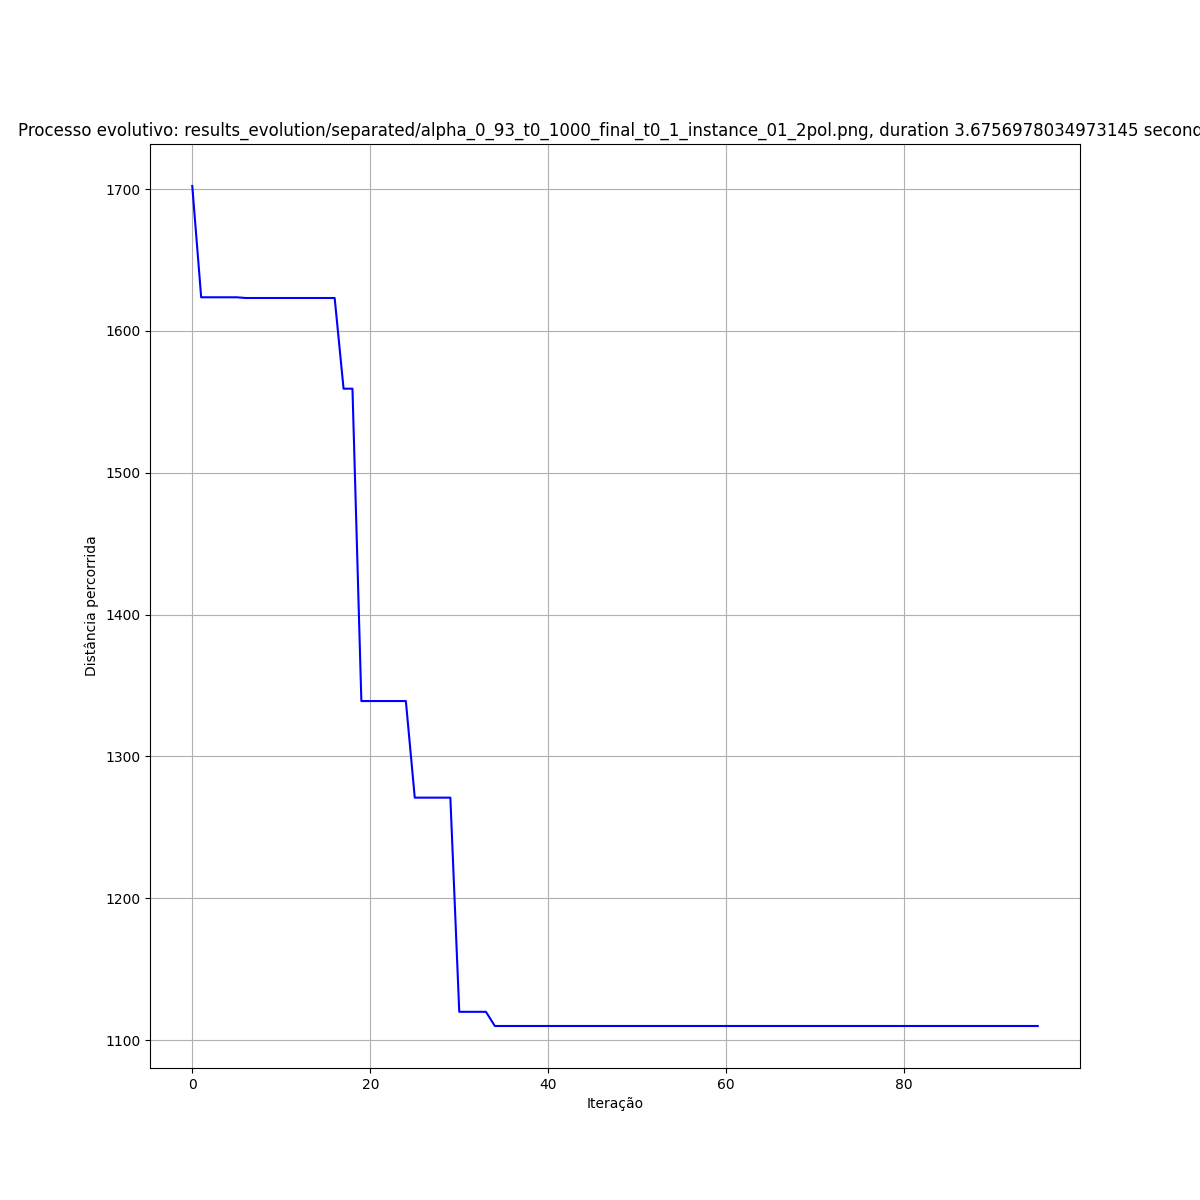 Processo evolutivo: results_evolution/separated/alpha_0_93_t0_1000_final_t0_1_instance_01_2pol.png, duration 3.6756978034973145 second
1700
1600
1500
1400
1300
1200
1100
Distância percorrida
0 20 40 60 80
Iteração